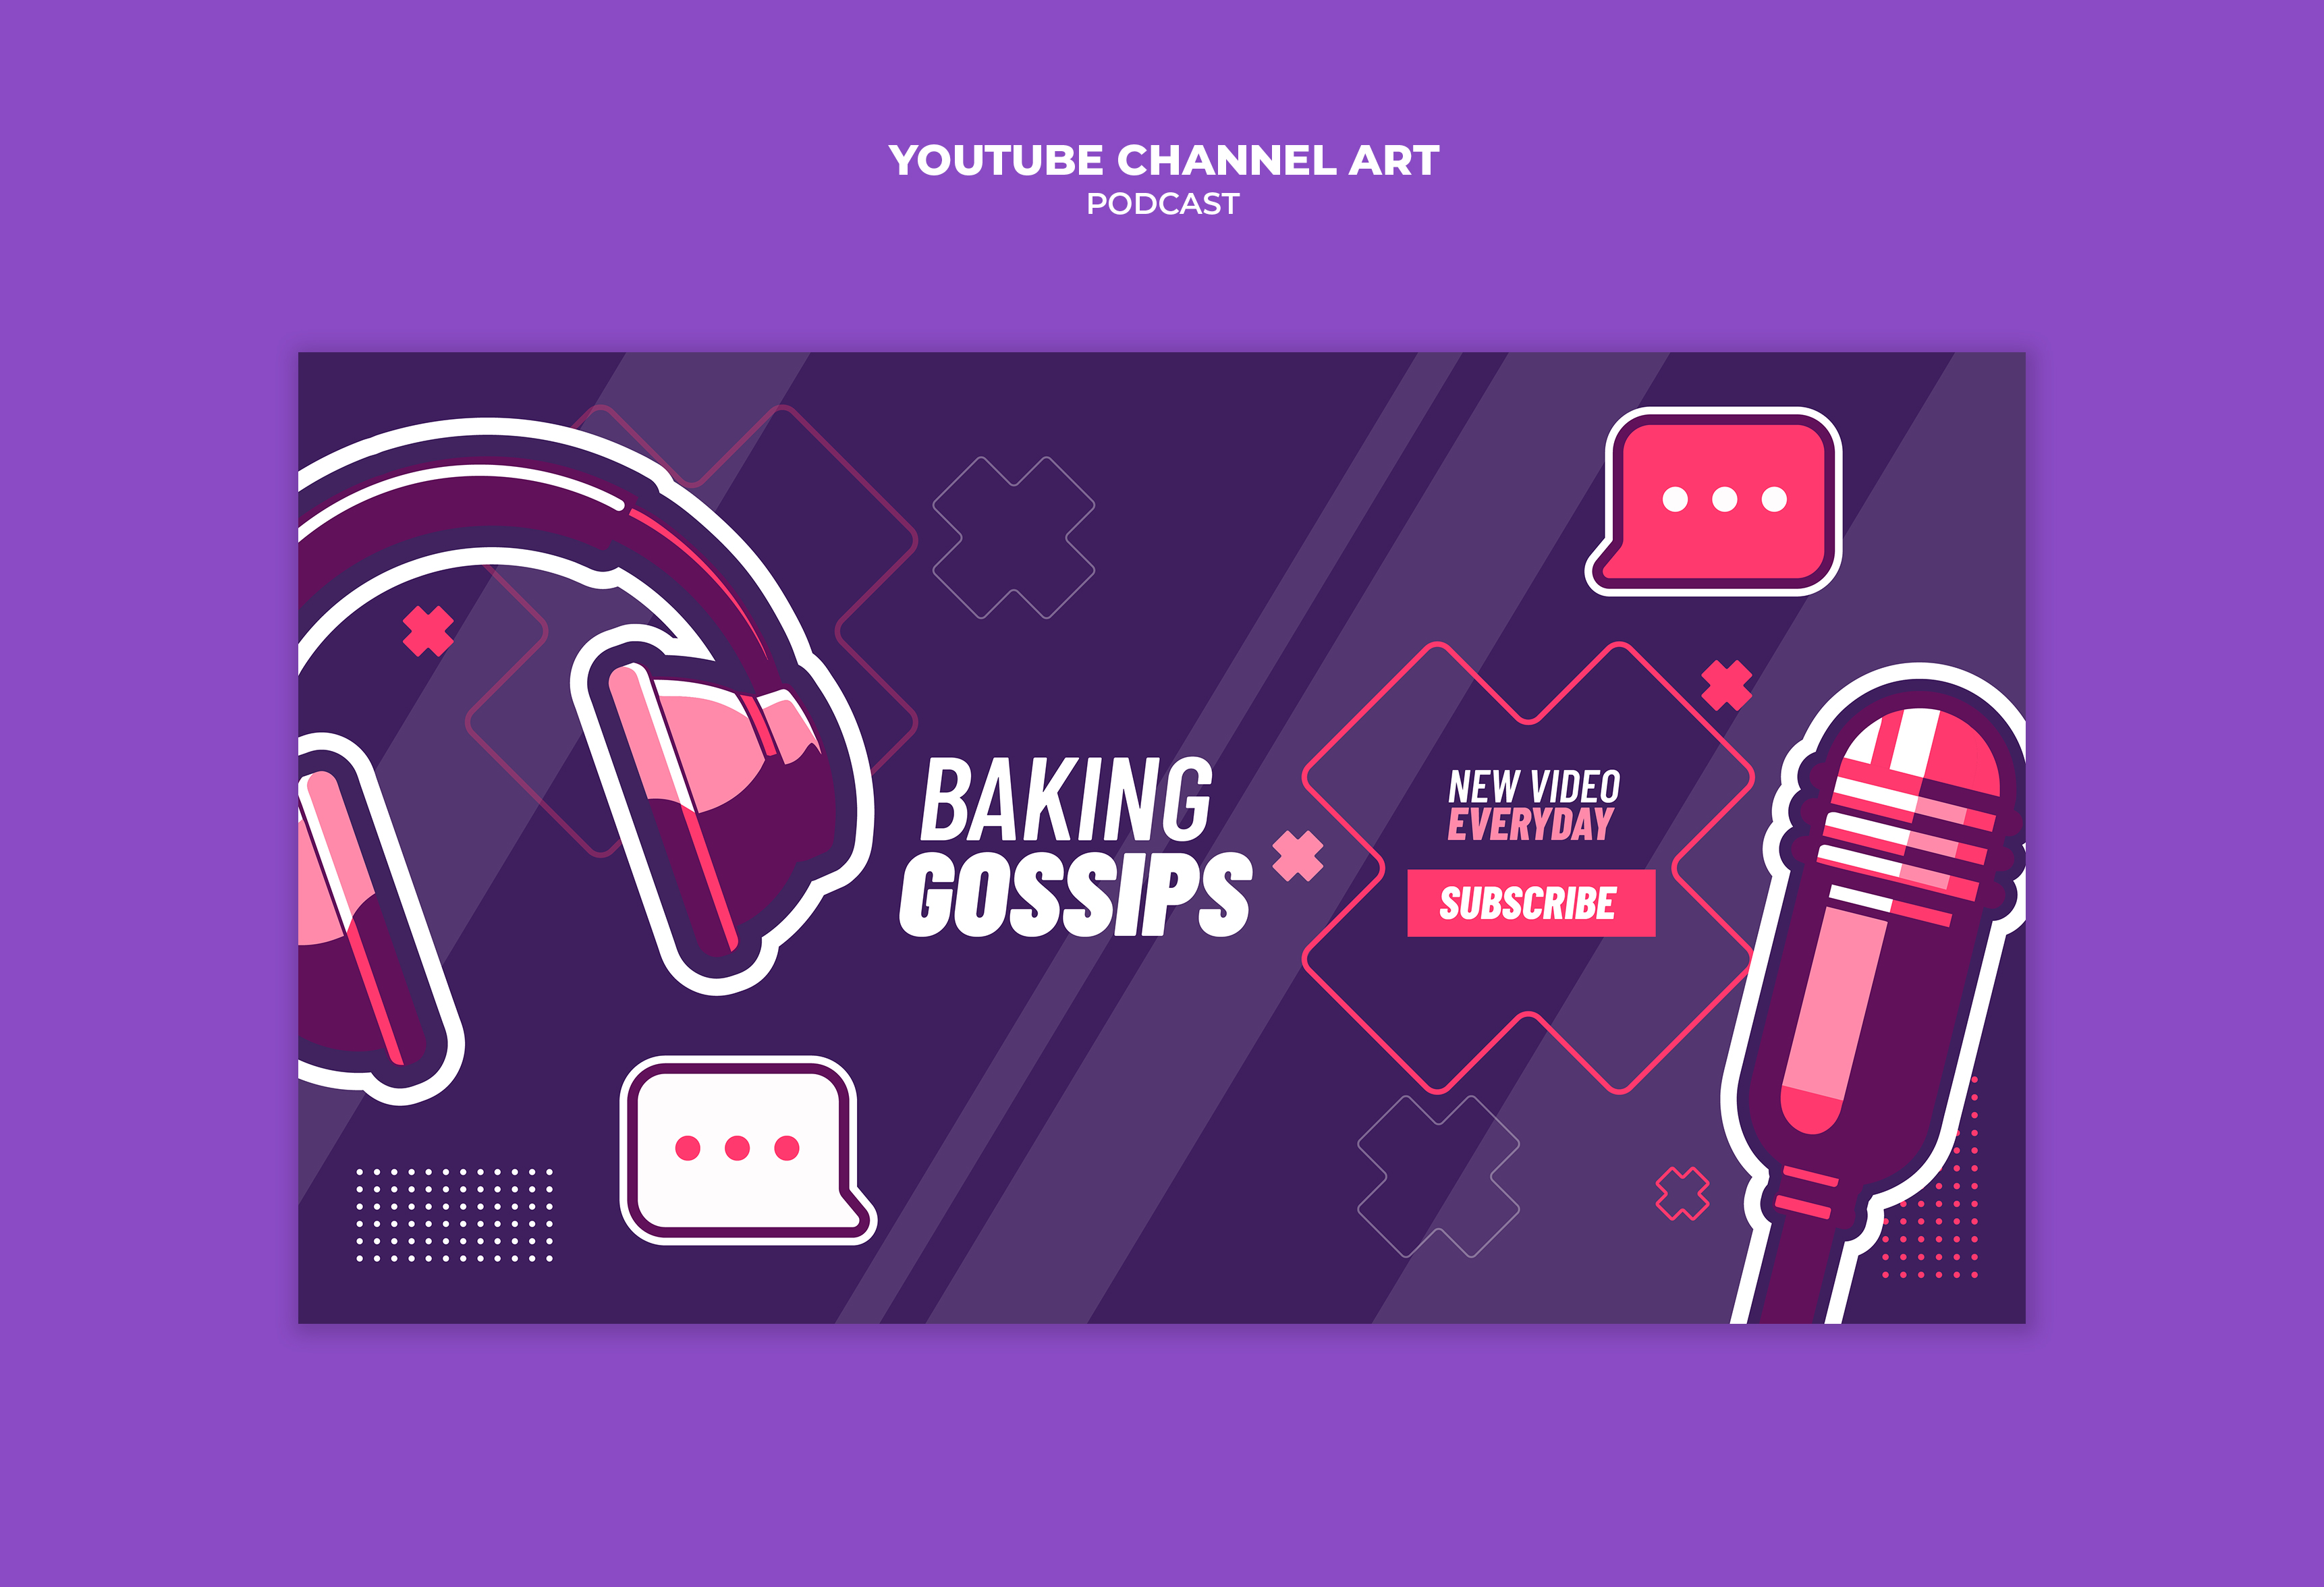 YOUTUBE CHANNEL ART
PODCAST
BAKING
GOSSIPS
NEW VIDEO
EVERYDAY
SUBSCRIBE